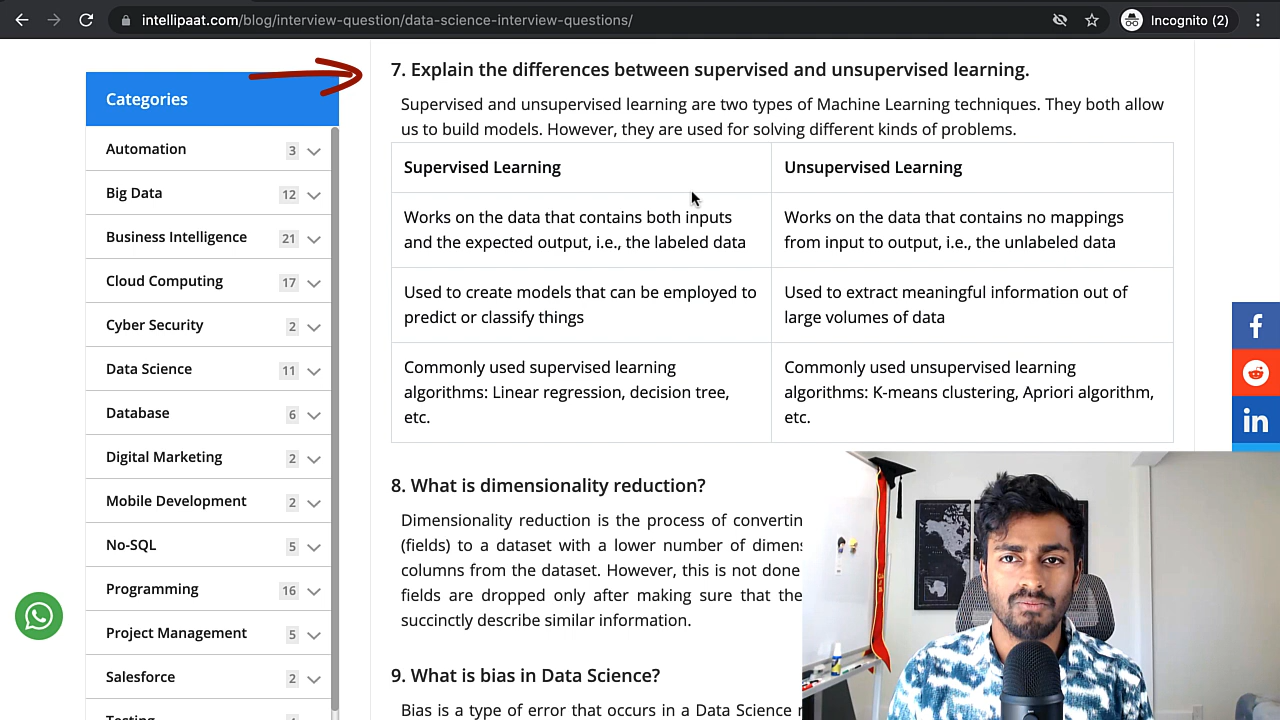 intellipaat.com/blog/interview-question/data-science-interview-questions/
Incognito (2)
Categories
Automation 3
Big Data 12
Business Intelligence 21
Cloud Computing 17
Cyber Security 2
Data Science 11
Database 6
Digital Marketing 2
Mobile Development 2
No-SQL 5
Programming 16
Project Management 5
Salesforce 2
Testing
7. Explain the differences between supervised and unsupervised learning.
Supervised and unsupervised learning are two types of Machine Learning techniques. They both allow
us to build models. However, they are used for solving different kinds of problems.
Supervised Learning
Unsupervised Learning
Works on the data that contains both inputs
and the expected output, i.e., the labeled data
Works on the data that contains no mappings
from input to output, i.e., the unlabeled data
Used to create models that can be employed to
predict or classify things
Used to extract meaningful information out of
large volumes of data
Commonly used supervised learning
algorithms: Linear regression, decision tree,
etc.
Commonly used unsupervised learning
algorithms: K-means clustering, Apriori algorithm,
etc.
8. What is dimensionality reduction?
Dimensionality reduction is the process of convertin
(fields) to a dataset with a lower number of dimens
columns from the dataset. However, this is not done
fields are dropped only after making sure that the
succinctly describe similar information.
9. What is bias in Data Science?
Bias is a type of error that occurs in a Data Science
f
in